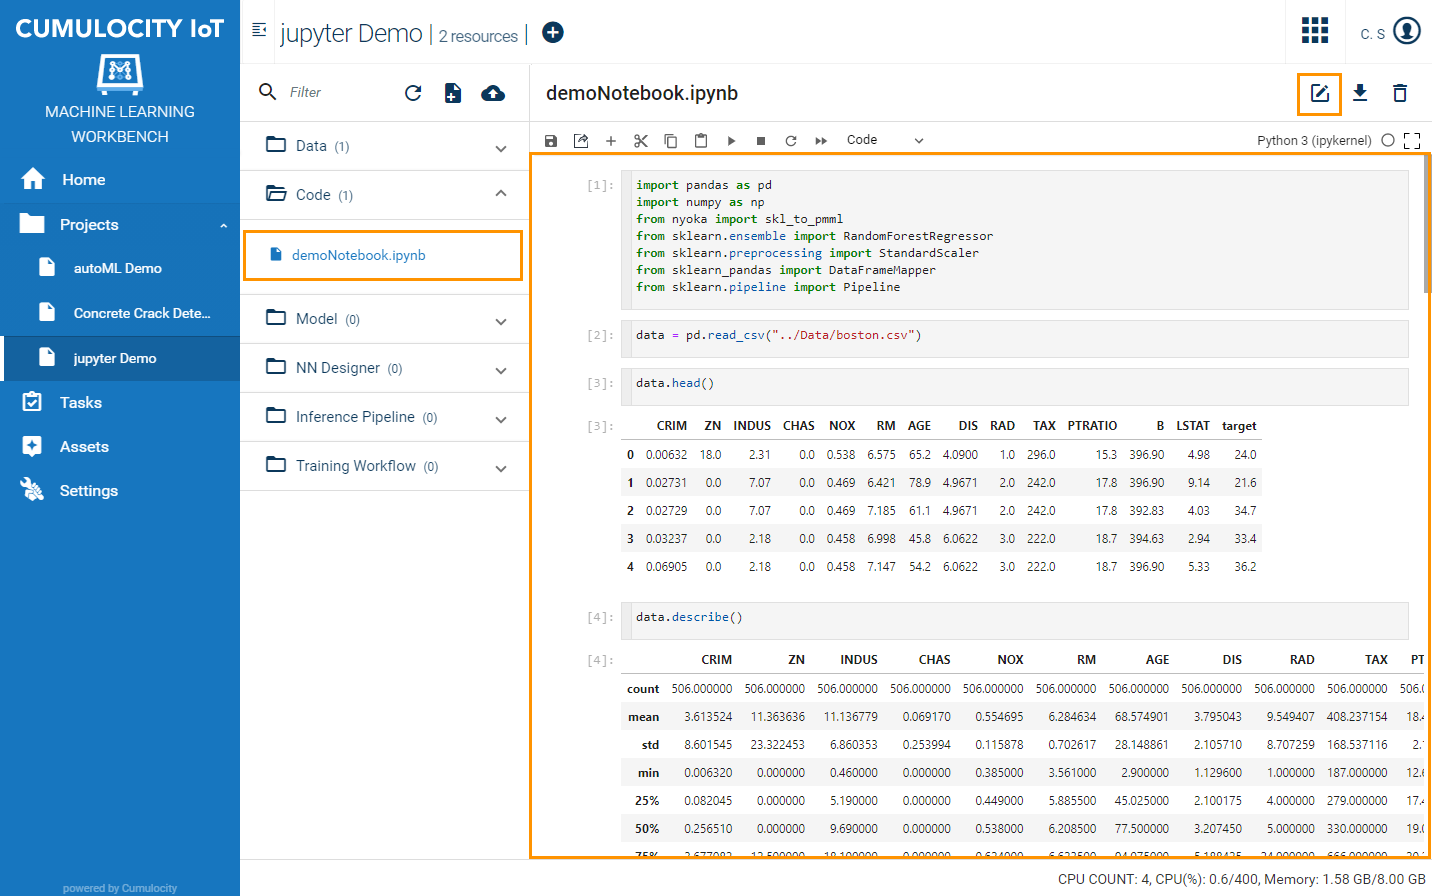 CUMULOCITY IoT
MACHINE LEARNING
WORKBENCH
Home
Projects
autoML Demo
Concrete Crack Dete...
jupyter Demo
Tasks
Assets
Settings
powered by Cumulocity
jupyter Demo | 2 resources |
C. S
Filter
Data (1)
Code (1)
demoNotebook.ipynb
Model (0)
NN Designer (0)
Inference Pipeline (0)
Training Workflow (0)
demoNotebook.ipynb
Code
Python 3 (ipykernel)
[1]: import pandas as pd
import numpy as np
from nyoka import skl_to_pmml
from sklearn.ensemble import RandomForestRegressor
from sklearn.preprocessing import StandardScaler
from sklearn_pandas import DataFrameMapper
from sklearn.pipeline import Pipeline
[2]: data = pd.read_csv("../Data/boston.csv")
[3]: data.head()
[3]: CRIM ZN INDUS CHAS NOX RM AGE DIS RAD TAX PTRATIO B LSTAT target
0 0.00632 18.0 2.31 0.0 0.538 6.575 65.2 4.0900 1.0 296.0 15.3 396.90 4.98 24.0
1 0.02731 0.0 7.07 0.0 0.469 6.421 78.9 4.9671 2.0 242.0 17.8 396.90 9.14 21.6
2 0.02729 0.0 7.07 0.0 0.469 7.185 61.1 4.9671 2.0 242.0 17.8 392.83 4.03 34.7
3 0.03237 0.0 2.18 0.0 0.458 6.998 45.8 6.0622 3.0 222.0 18.7 394.63 2.94 33.4
4 0.06905 0.0 2.18 0.0 0.458 7.147 54.2 6.0622 3.0 222.0 18.7 396.90 5.33 36.2
[4]: data.describe()
[4]: CRIM ZN INDUS CHAS NOX RM AGE DIS RAD TAX PT
count 506.000000 506.000000 506.000000 506.000000 506.000000 506.000000 506.000000 506.000000 506.000000 506.000000 506.
mean 3.613524 11.363636 11.136779 0.069170 0.554695 6.284634 68.574901 3.795043 9.549407 408.237154 18.4
std 8.601545 23.322453 6.860353 0.253994 0.115878 0.702617 28.148861 2.105710 8.707259 168.537116 2.
min 0.006320 0.000000 0.460000 0.000000 0.385000 3.561000 2.900000 1.129600 1.000000 187.000000 12.6
25% 0.082045 0.000000 5.190000 0.000000 0.449000 5.885500 45.025000 2.100175 4.000000 279.000000 17.4
50% 0.256510 0.000000 9.690000 0.000000 0.538000 6.208500 77.500000 3.207450 5.000000 330.000000 19.0
75%
CPU COUNT: 4, CPU(%): 0.6/400, Memory: 1.58 GB/8.00 GB